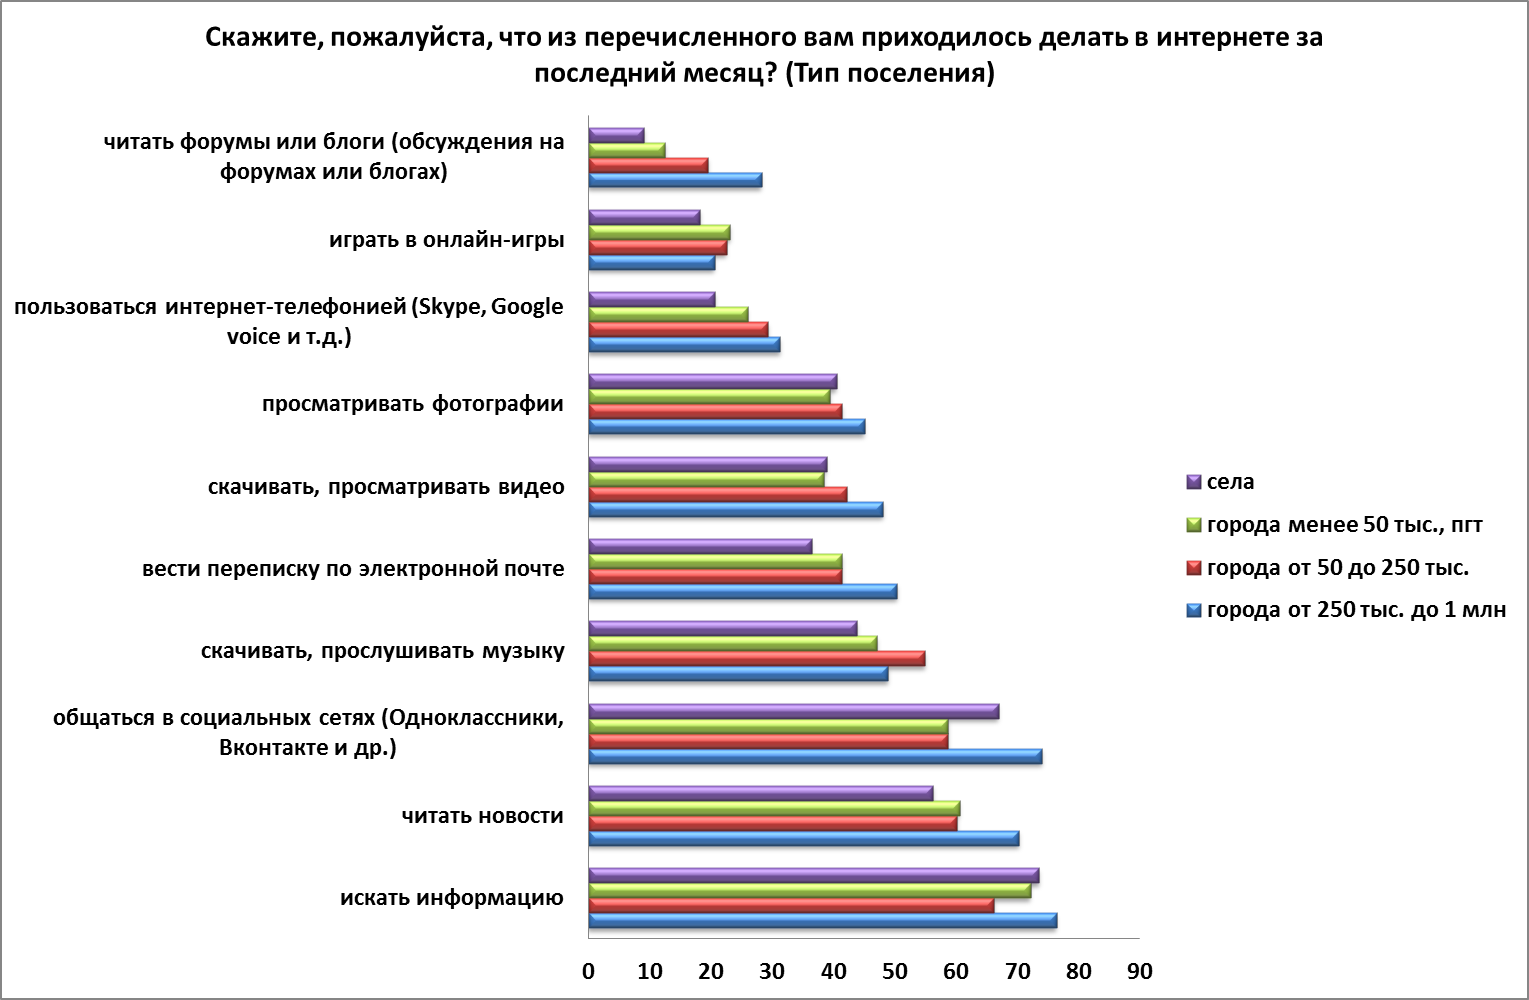 Скажите, пожалуйста, что из перечисленного вам приходилось делать в интернете за
последний месяц? (Тип поселения)
читать форумы или блоги (обсуждения на
форумах или блогах)
играть в онлайн-игры
пользоваться интернет-телефонией (Skype, Google
voice и т.д.)
просматривать фотографии
скачивать, просматривать видео
вести переписку по электронной почте
скачивать, прослушивать музыку
общаться в социальных сетях (Одноклассники,
Вконтакте и др.)
читать новости
искать информацию
0 10 20 30 40 50 60 70 80 90
села
города менее 50 тыс., пгт
города от 50 до 250 тыс.
города от 250 тыс. до 1 млн